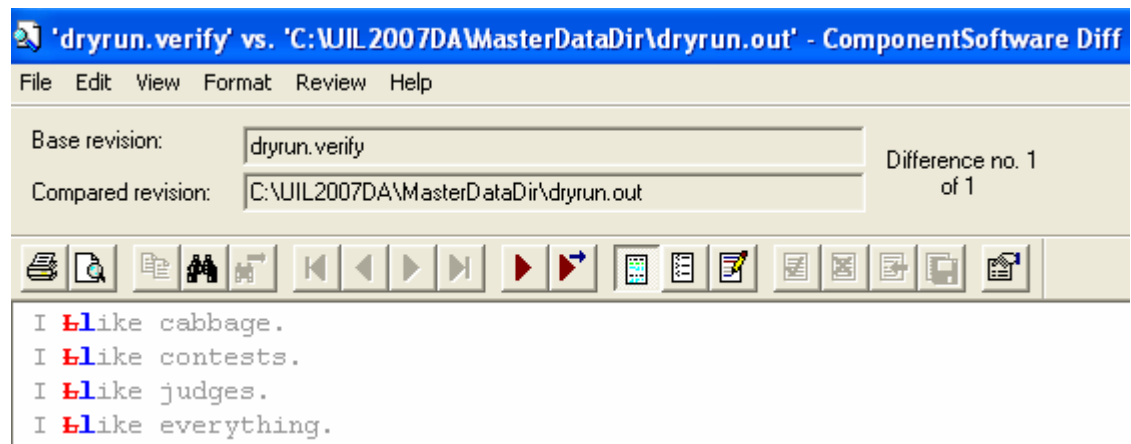 'dryrun.verify' vs. 'C:\UIL2007DA\MasterDataDir\dryrun.out' - ComponentSoftware Diff
File Edit View Format Review Help
Base revision: dryrun.verify
Compared revision: C:\UIL2007DA\MasterDataDir\dryrun.out
Difference no. 1
of 1
I Llike cabbage.
I Llike contests.
I Llike judges.
I Llike everything.